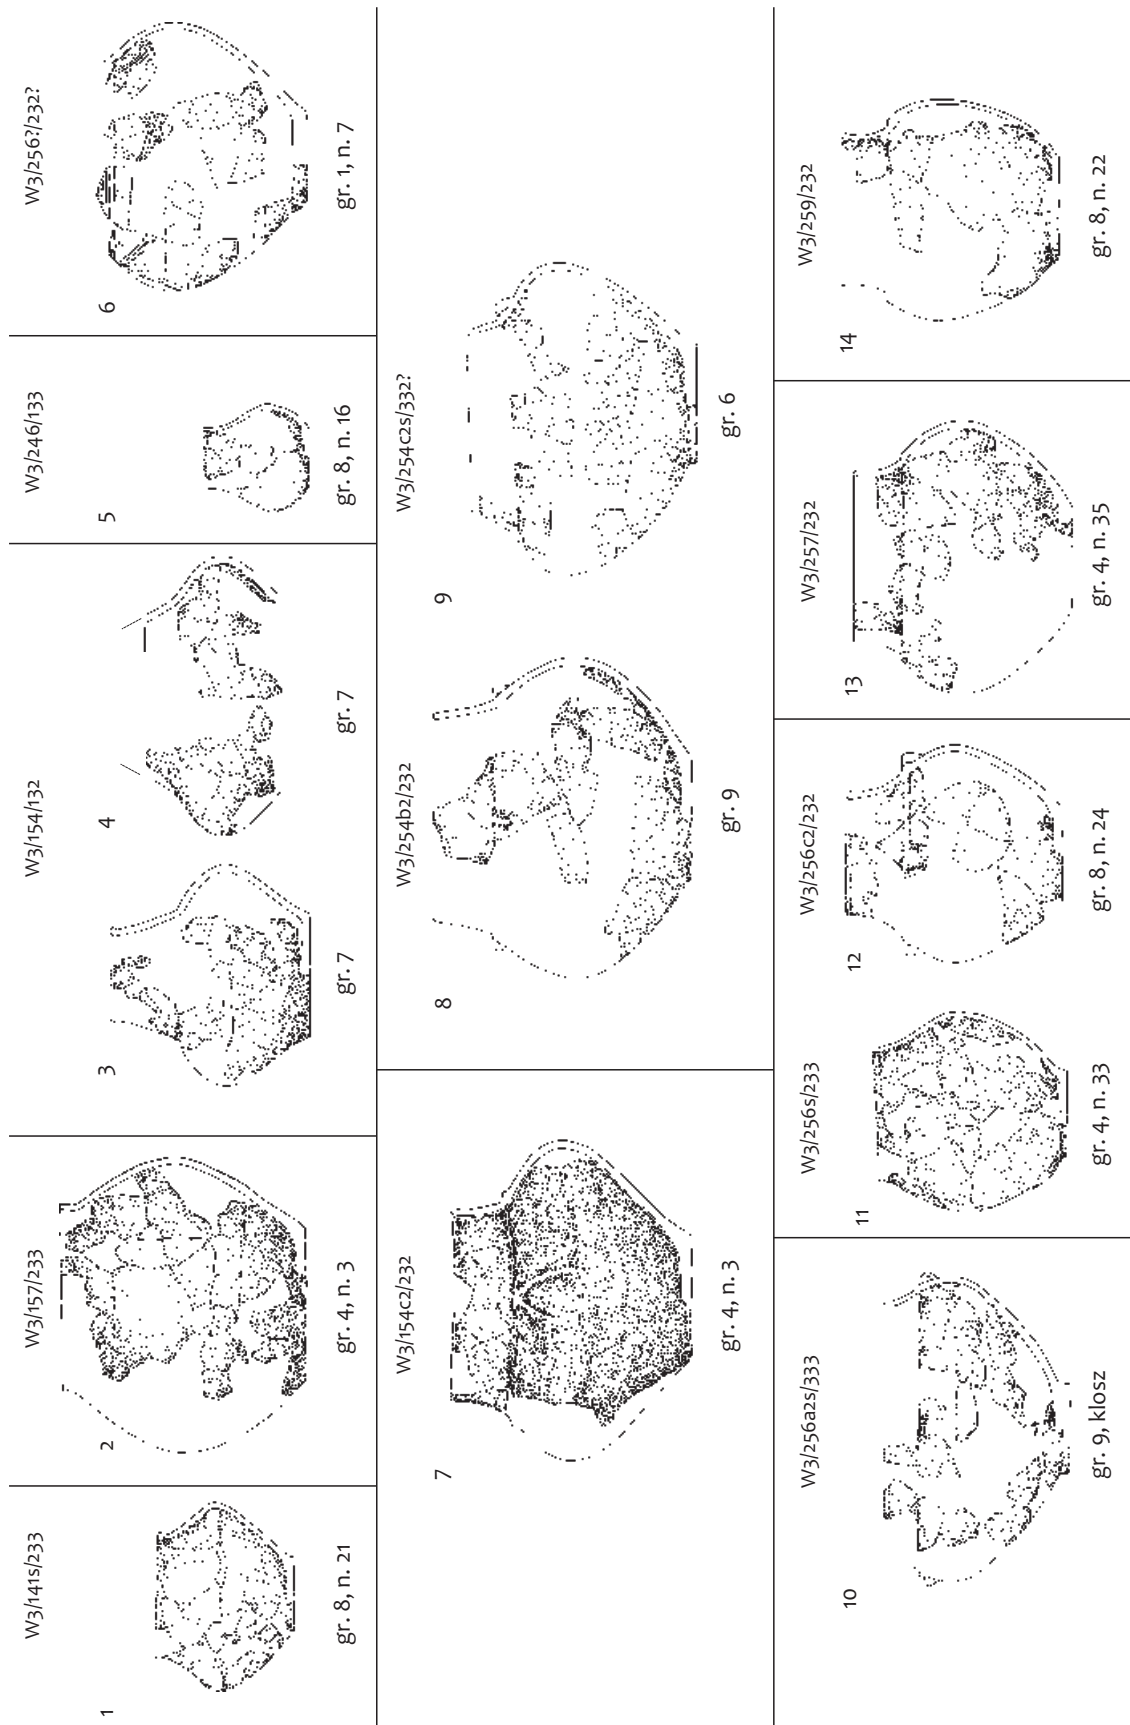 W3/141s/233
1
gr. 8, n. 21
W3/157/233
2
gr. 4, n. 3
W3/154/132
3
gr. 7
4
gr. 7
W3/246/133
5
gr. 8, n. 16
W3/256?/232?
6
gr. 1, n. 7
W3/154c2/232
7
gr. 4, n. 3
W3/254b2/232
8
gr. 9
W3/254c2s/332?
9
gr. 6
W3/256a2s/333
10
gr. 9, klosz
W3/256s/233
11
gr. 4, n. 33
W3/256c2/232
12
gr. 8, n. 24
W3/257/232
13
gr. 4, n. 35
W3/259/232
14
gr. 8, n. 22